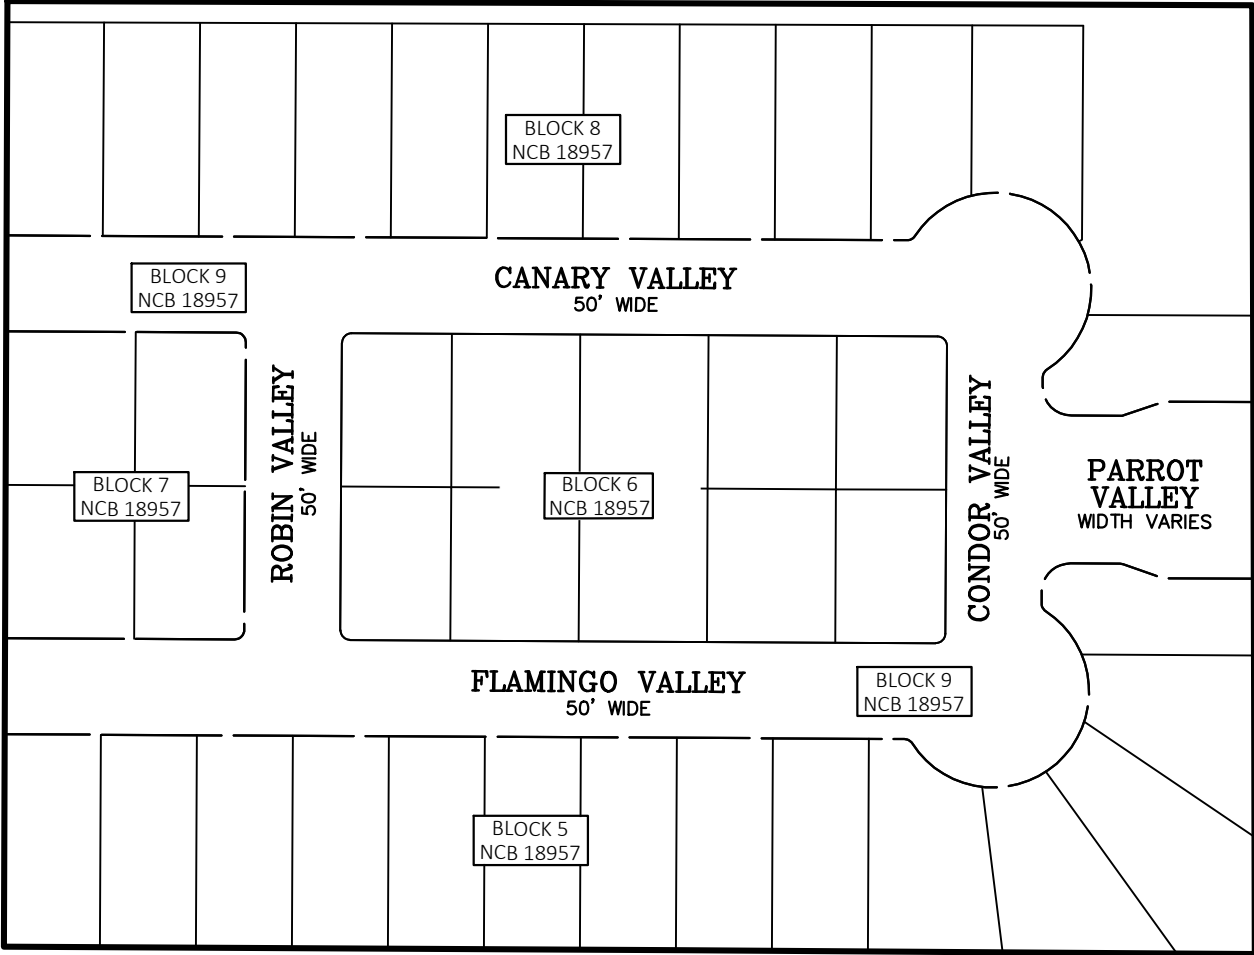 BLOCK 8
NCB 18957
BLOCK 9
NCB 18957
CANARY VALLEY
50' WIDE
ROBIN VALLEY
50' WIDE
BLOCK 7
NCB 18957
BLOCK 6
NCB 18957
CONDOR VALLEY
50' WIDE
PARROT
VALLEY
WIDTH VARIES
FLAMINGO VALLEY
50' WIDE
BLOCK 9
NCB 18957
BLOCK 5
NCB 18957